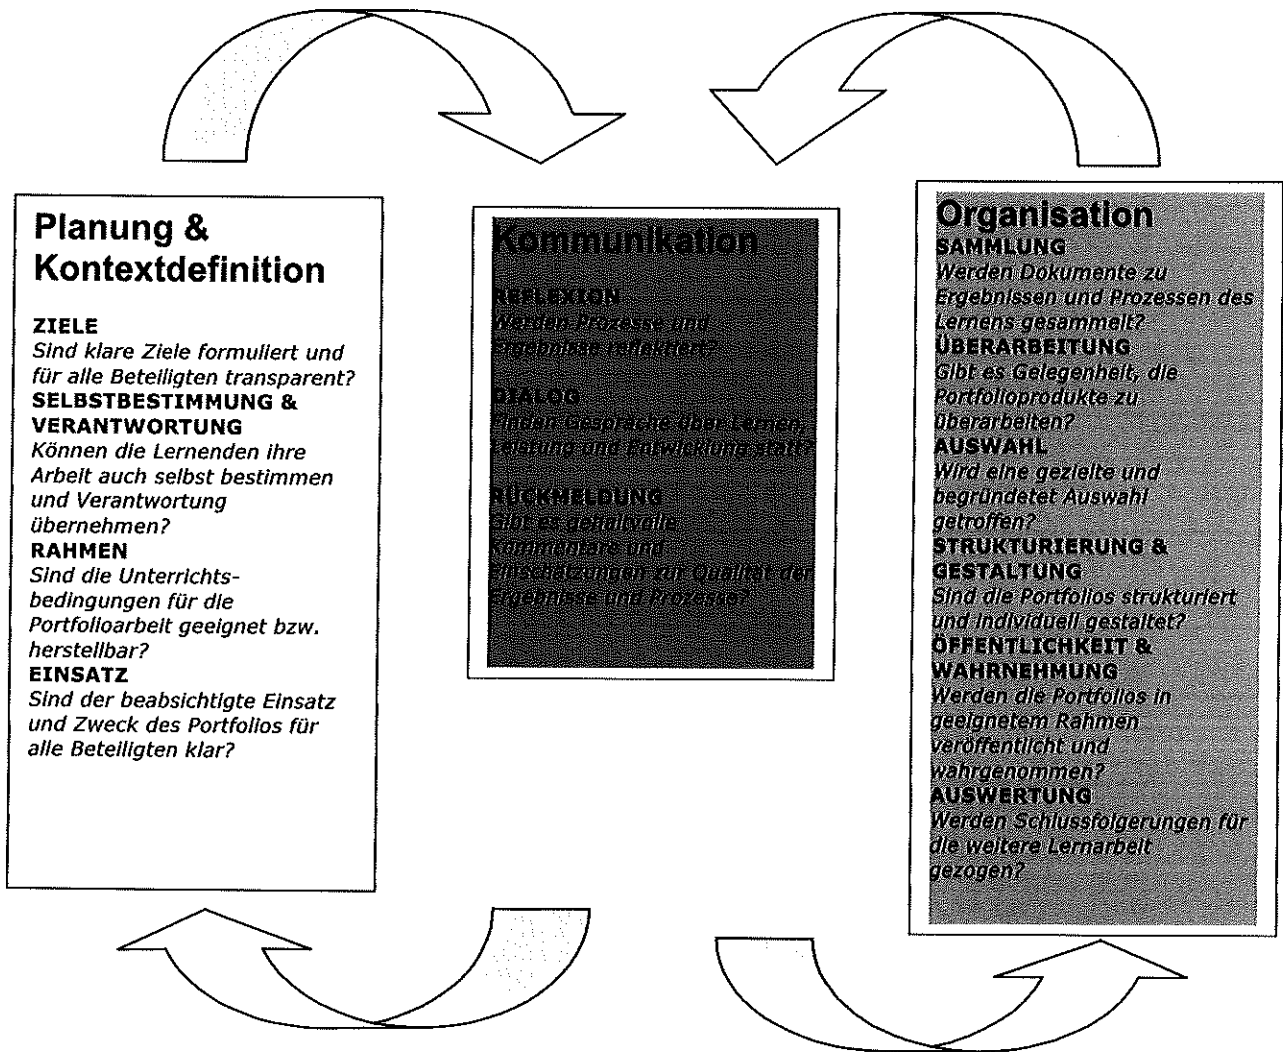 Planung &
Kontextdefinition
ZIELE
Sind klare Ziele formuliert und
für alle Beteiligten transparent?
SELBSTBESTIMMUNG &
VERANTWORTUNG
Können die Lernenden ihre
Arbeit auch selbst bestimmen
und Verantwortung
übernehmen?
RAHMEN
Sind die Unterrichts-
bedingungen für die
Portfolioarbeit geeignet bzw.
herstellbar?
EINSATZ
Sind der beabsichtigte Einsatz
und Zweck des Portfolios für
alle Beteiligten klar?
Kommunikation
REFLEXION
Werden Prozesse und
Ergebnisse reflektiert?
DIALOG
Finden Gespräche über Lernen,
Leistung und Entwicklung statt?
RÜCKMELDUNG
Gibt es gehaltvolle
Kommentare und
Einschätzungen zur Qualität der
Ergebnisse und Prozesse?
Organisation
SAMMLUNG
Werden Dokumente zu
Ergebnissen und Prozessen des
Lernens gesammelt?
ÜBERARBEITUNG
Gibt es Gelegenheit, die
Portfolioprodukte zu
überarbeiten?
AUSWAHL
Wird eine gezielte und
begründetet Auswahl
getroffen?
STRUKTURIERUNG &
GESTALTUNG
Sind die Portfolios strukturiert
und individuell gestaltet?
ÖFFENTLICHKEIT &
WAHRNEHMUNG
Werden die Portfolios in
geeignetem Rahmen
veröffentlicht und
wahrgenommen?
AUSWERTUNG
Werden Schlussfolgerungen für
die weitere Lernarbeit
gezogen?